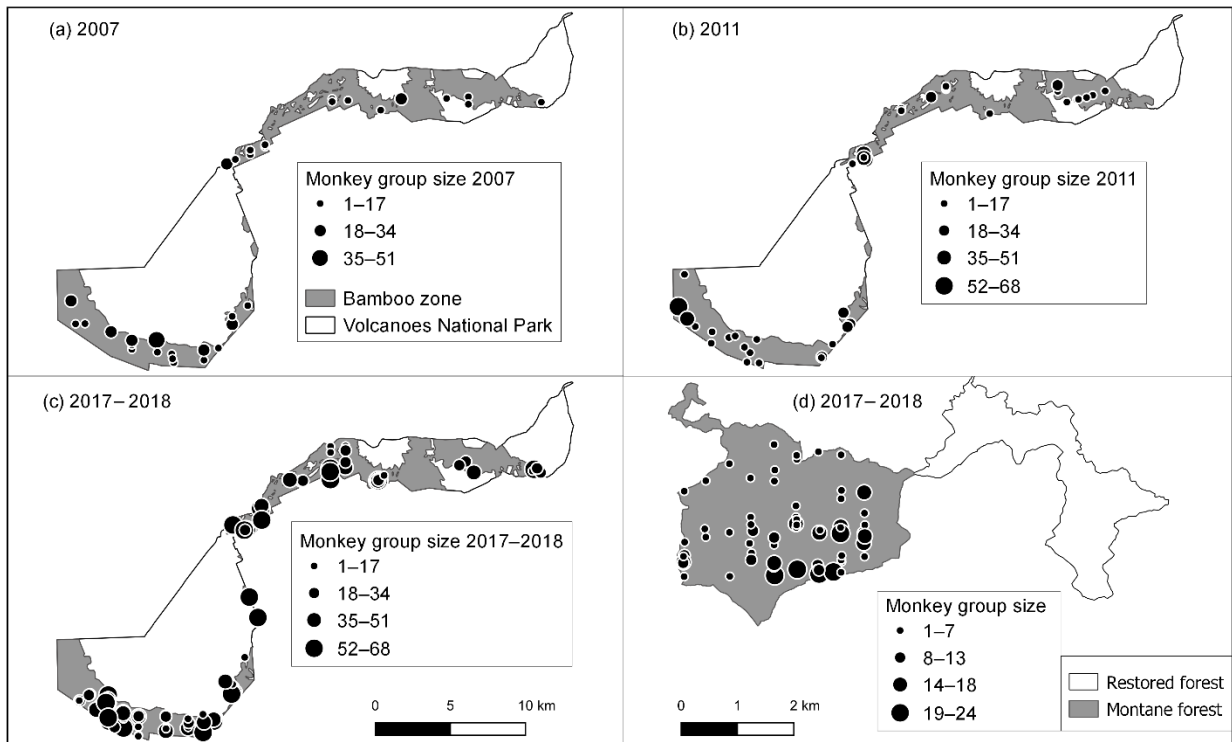 (a) 2007
Monkey group size 2007
1–17
18–34
35–51
Bamboo zone
Volcanoes National Park
(b) 2011
Monkey group size 2011
1–17
18–34
35–51
52–68
(c) 2017–2018
Monkey group size 2017–2018
1–17
18–34
35–51
52–68
0 5 10 km
(d) 2017–2018
Monkey group size
1–7
8–13
14–18
19–24
0 1 2 km
Restored forest
Montane forest